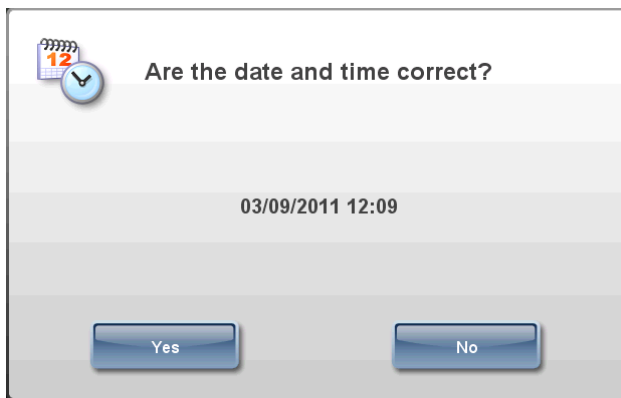 12
Are the date and time correct?
03/09/2011 12:09
Yes
No